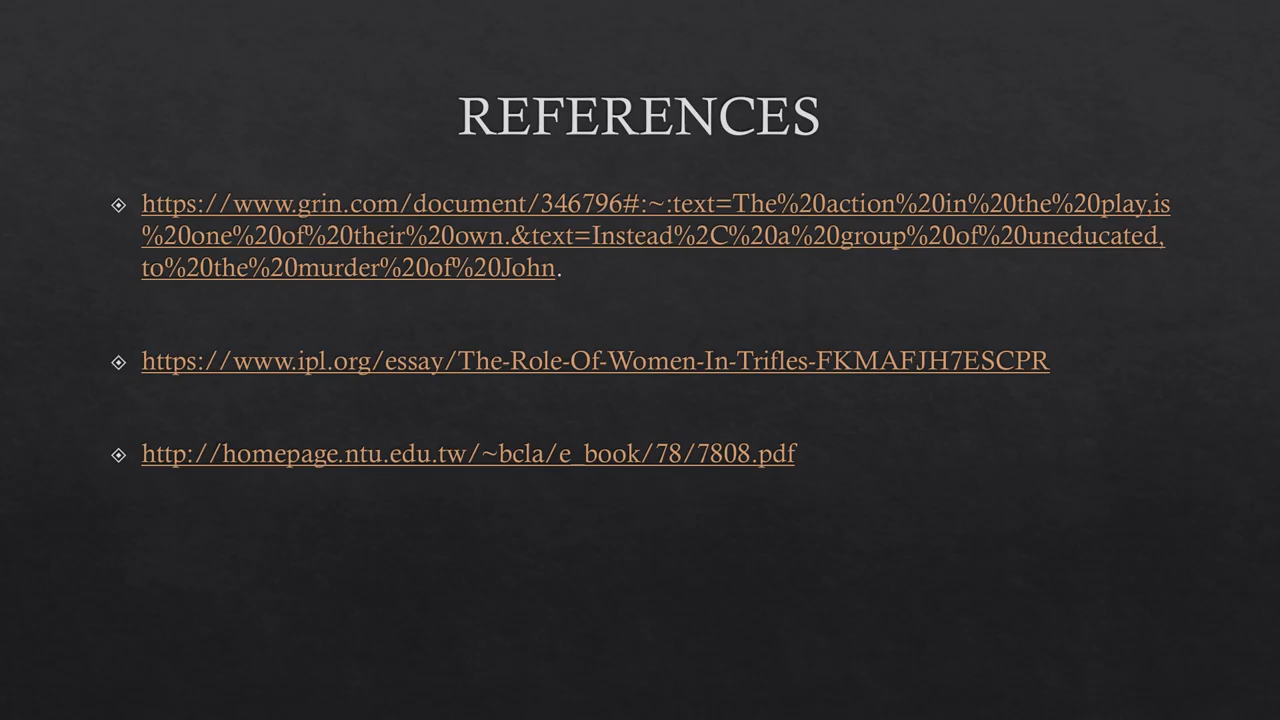 REFERENCES
https://www.grin.com/document/346796#:~:text=The%20action%20in%20the%20play,is
%20one%20of%20their%20own.&text=Instead%2C%20a%20group%20of%20uneducated,
to%20the%20murder%20of%20John.
https://www.ipl.org/essay/The-Role-Of-Women-In-Trifles-FKMAFJH7ESCPR
http://homepage.ntu.edu.tw/~bcla/e_book/78/7808.pdf